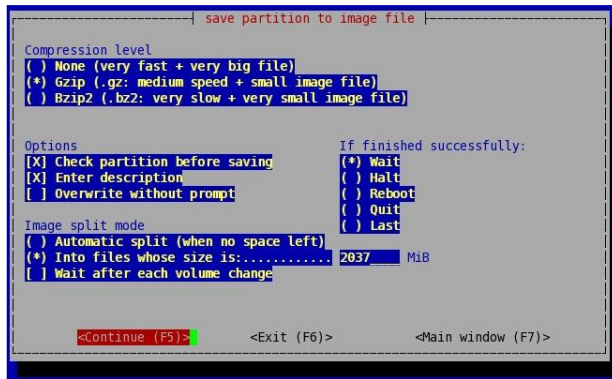 save partition to image file
Compression level
( ) None (very fast + very big file)
(*) Gzip (.gz: medium speed + small image file)
( ) Bzip2 (.bz2: very slow + very small image file)
Options
[X] Check partition before saving
[X] Enter description
[ ] Overwrite without prompt
If finished successfully:
(*) Wait
( ) Halt
( ) Reboot
( ) Quit
( ) Last
Image split mode
( ) Automatic split (when no space left)
(*) Into files whose size is:............ 2037____ MiB
[ ] Wait after each volume change
<Continue (F5)> <Exit (F6)> <Main window (F7)>